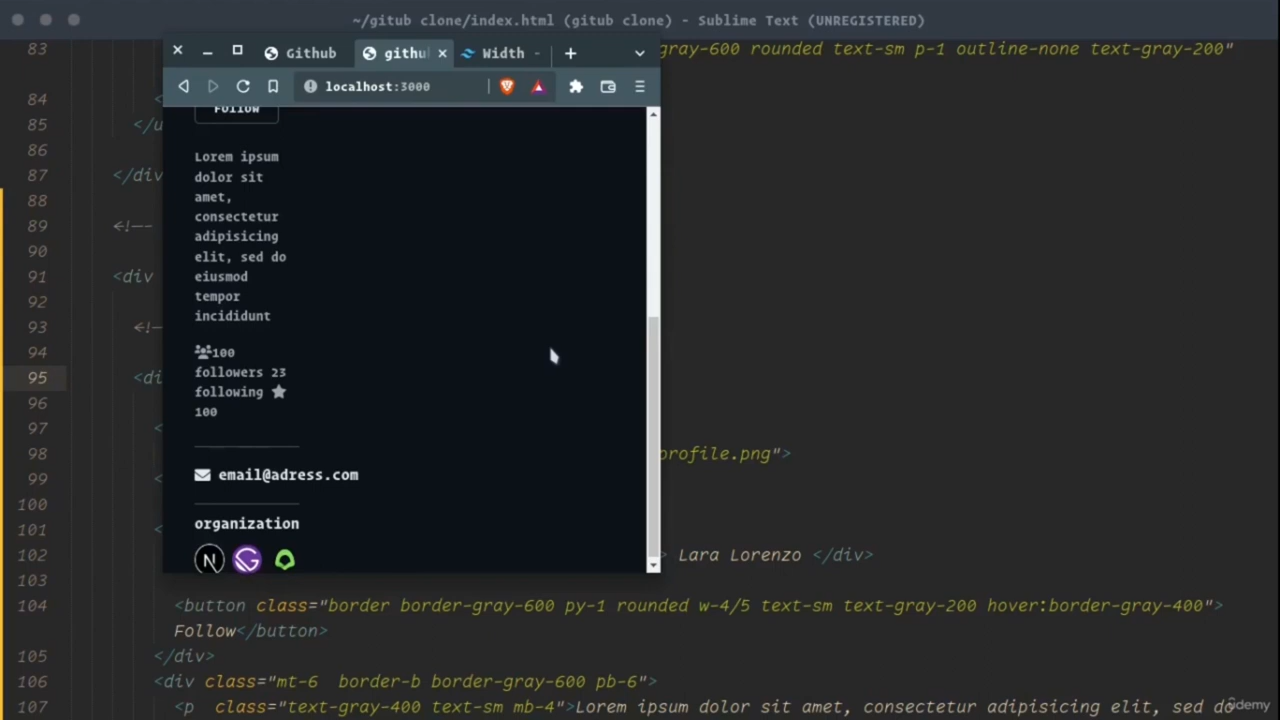 ~/gitub clone/index.html (gitub clone) - Sublime Text (UNREGISTERED)
83 gray-600 rounded text-sm p-1 outline-none text-gray-200"
Github githu Width -
84 <
localhost:3000
85 </u
86
87 </div
88
89 <!--
90
91 <div
92
93 <!-
94
95 <di
96
97 <
98 profile.png">
99 <
100
101 <
102 > Lara Lorenzo </div>
103
104 <button class="border border-gray-600 py-1 rounded w-4/5 text-sm text-gray-200 hover:border-gray-400">
Follow</button>
105 </div>
106 <div class="mt-6 border-b border-gray-600 pb-6">
107 <p class="text-gray-400 text-sm mb-4">Lorem ipsum dolor sit amet, consectetur adipisicing elit, sed do
Follow
Lorem ipsum
dolor sit
amet,
consectetur
adipisicing
elit, sed do
eiusmod
tempor
incididunt
100
followers 23
following
100
email@adress.com
organization
N
ûdemy